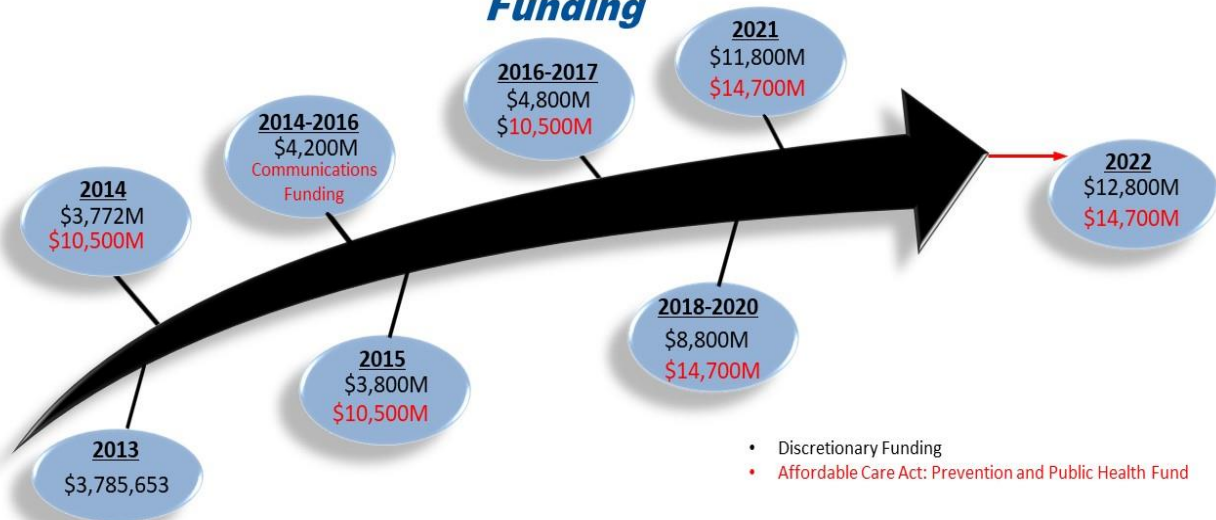 Funding
2013
$3,785,653
2014
$3,772M
$10,500M
2014-2016
$4,200M
Communications
Funding
2015
$3,800M
$10,500M
2016-2017
$4,800M
$10,500M
2018-2020
$8,800M
$14,700M
2021
$11,800M
$14,700M
2022
$12,800M
$14,700M
• Discretionary Funding
• Affordable Care Act: Prevention and Public Health Fund